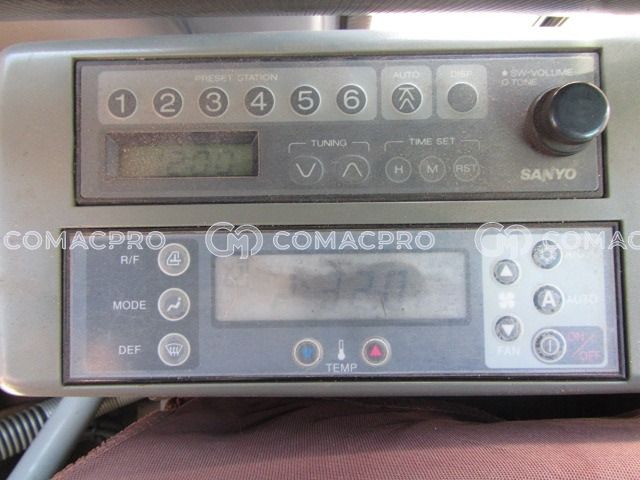 PRESET STATION
AUTO
DISP
● SW-VOLUME
TONE
1 2 3 4 5 6
TUNING
TIME SET
H M RST
SANYO
COMACPRO COMACPRO COMACPRO
R/F
MODE
AUTO
A
DEF
TEMP
FAN
ON
OFF